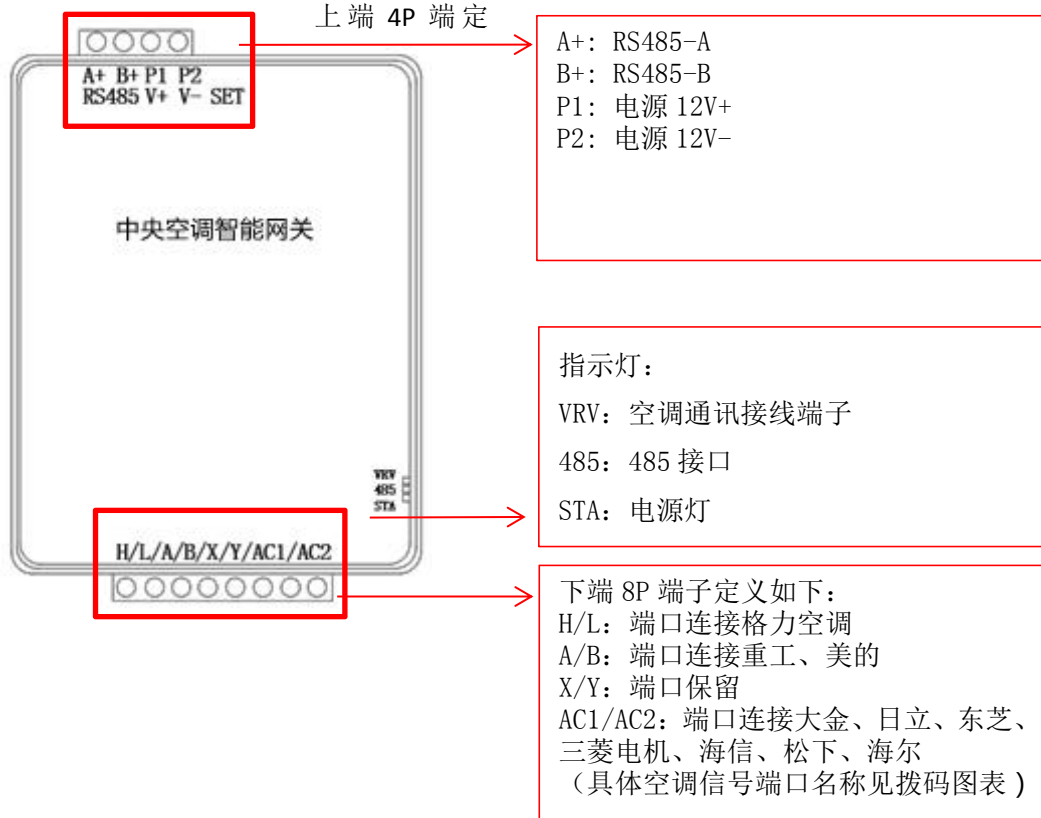 上端 4P 端定
A+ B+ P1 P2
RS485 V+ V- SET
A+: RS485-A
B+: RS485-B
P1: 电源 12V+
P2: 电源 12V-
中央空调智能网关
指示灯：
VRV：空调通讯接线端子
485：485 接口
STA：电源灯
VRV
485
STA
H/L/A/B/X/Y/AC1/AC2
下端 8P 端子定义如下：
H/L：端口连接格力空调
A/B：端口连接重工、美的
X/Y：端口保留
AC1/AC2：端口连接大金、日立、东芝、
三菱电机、海信、松下、海尔
（具体空调信号端口名称见拨码图表）